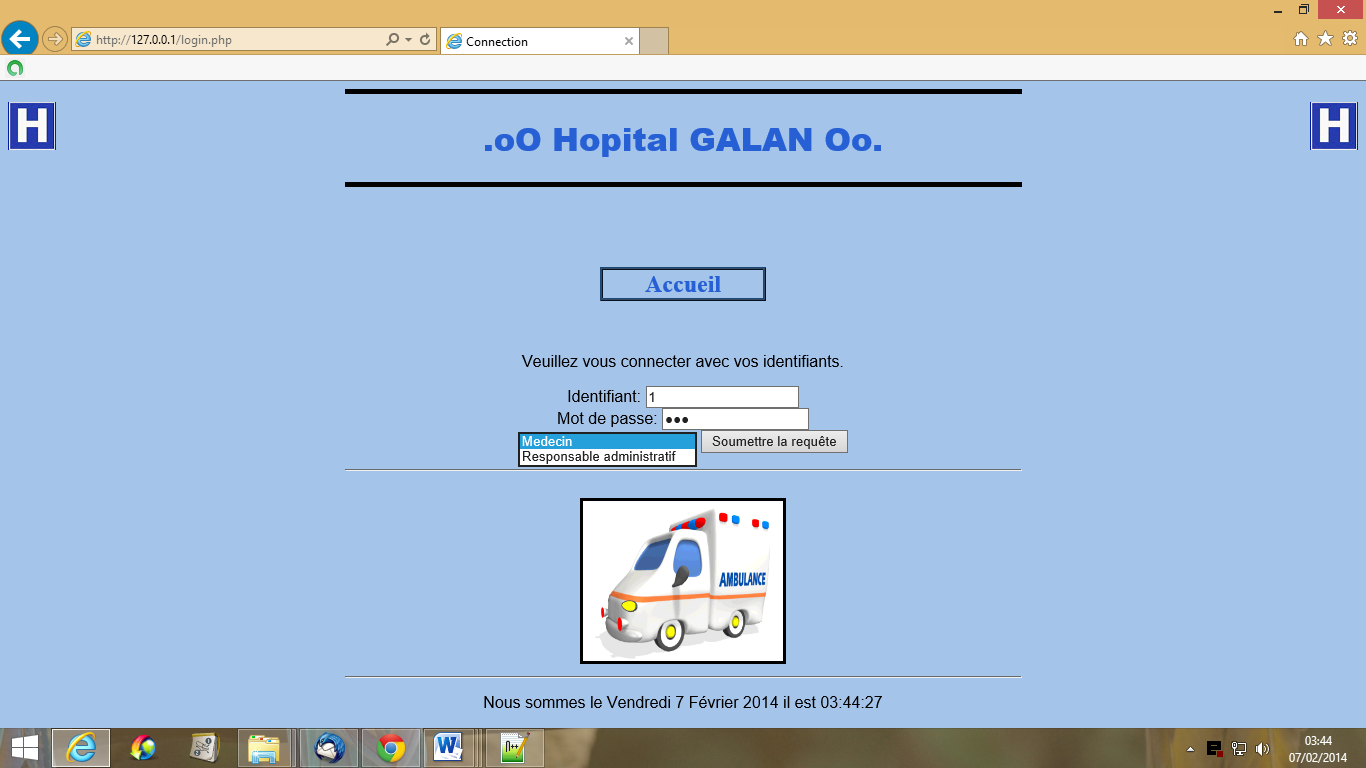 http://127.0.0.1/login.php
Connection
H
H
.oO Hopital GALAN Oo.
Accueil
Veuillez vous connecter avec vos identifiants.
Identifiant: 1
Mot de passe: ●●●
Medecin
Soumettre la requête
Responsable administratif
AMBULANCE
Nous sommes le Vendredi 7 Février 2014 il est 03:44:27
03:44
07/02/2014